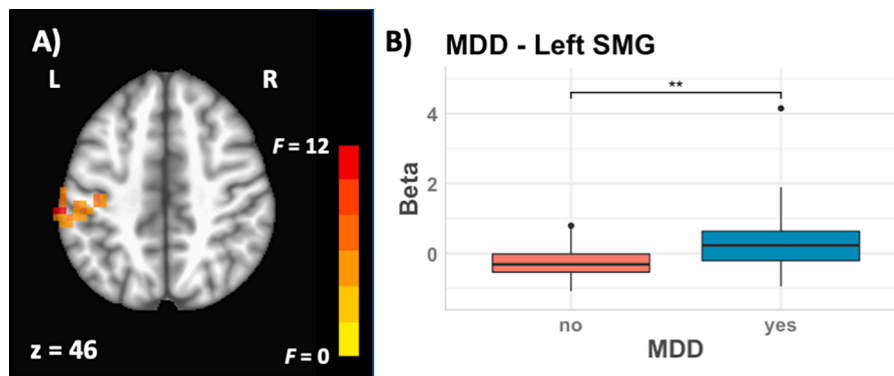 A)
L
R
F = 12
F = 0
z = 46
B)
MDD - Left SMG
**
4
2
0
Beta
no
yes
MDD